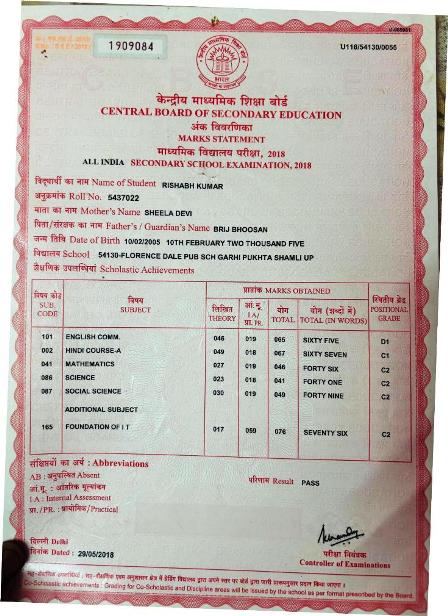 1909084
U118/54130/0056
केन्द्रीय माध्यमिक शिक्षा बोर्ड
CENTRAL BOARD OF SECONDARY EDUCATION
अंक विवरणिका
MARKS STATEMENT
माध्यमिक विद्यालय परीक्षा, 2018
ALL INDIA SECONDARY SCHOOL EXAMINATION, 2018
विद्यार्थी का नाम Name of Student RISHABH KUMAR
अनुक्रमांक Roll No. 5437022
माता का नाम Mother's Name SHEELA DEVI
पिता/संरक्षक का नाम Father's / Guardian's Name BRIJ BHOOSAN
जन्म तिथि Date of Birth 10/02/2005 10TH FEBRUARY TWO THOUSAND FIVE
विद्यालय School 54130-FLORENCE DALE PUB SCH GARHI PUKHTA SHAMLI UP
शैक्षणिक उपलब्धियां Scholastic Achievements
विषय कोड SUB. CODE
विषय SUBJECT
प्राप्तांक MARKS OBTAINED
लिखित THEORY
आं.मू. / IA/ प्रा. PR.
योग TOTAL
योग (शब्दों में) TOTAL (IN WORDS)
स्थितीय ग्रेड POSITIONAL GRADE
101 ENGLISH COMM. 046 019 065 SIXTY FIVE D1
002 HINDI COURSE-A 049 018 067 SIXTY SEVEN C1
041 MATHEMATICS 027 019 046 FORTY SIX C2
086 SCIENCE 023 018 041 FORTY ONE C2
087 SOCIAL SCIENCE 030 019 049 FORTY NINE C2
ADDITIONAL SUBJECT
165 FOUNDATION OF I T 017 059 076 SEVENTY SIX C2
संक्षिप्तों का अर्थ : Abbreviations
AB : अनुपस्थित Absent
परिणाम Result PASS
आं.मू. : आंतरिक मूल्यांकन
I A : Internal Assessment
प्रा. /PR. : प्रायोगिक/ Practical
दिल्ली Delhi
दिनांक Dated : 29/05/2018
परीक्षा नियंत्रक
Controller of Examinations
Co-Scholastic achievements : Grading for Co-Scholastic and Discipline areas will be issued by the school as per format prescribed by the Board.